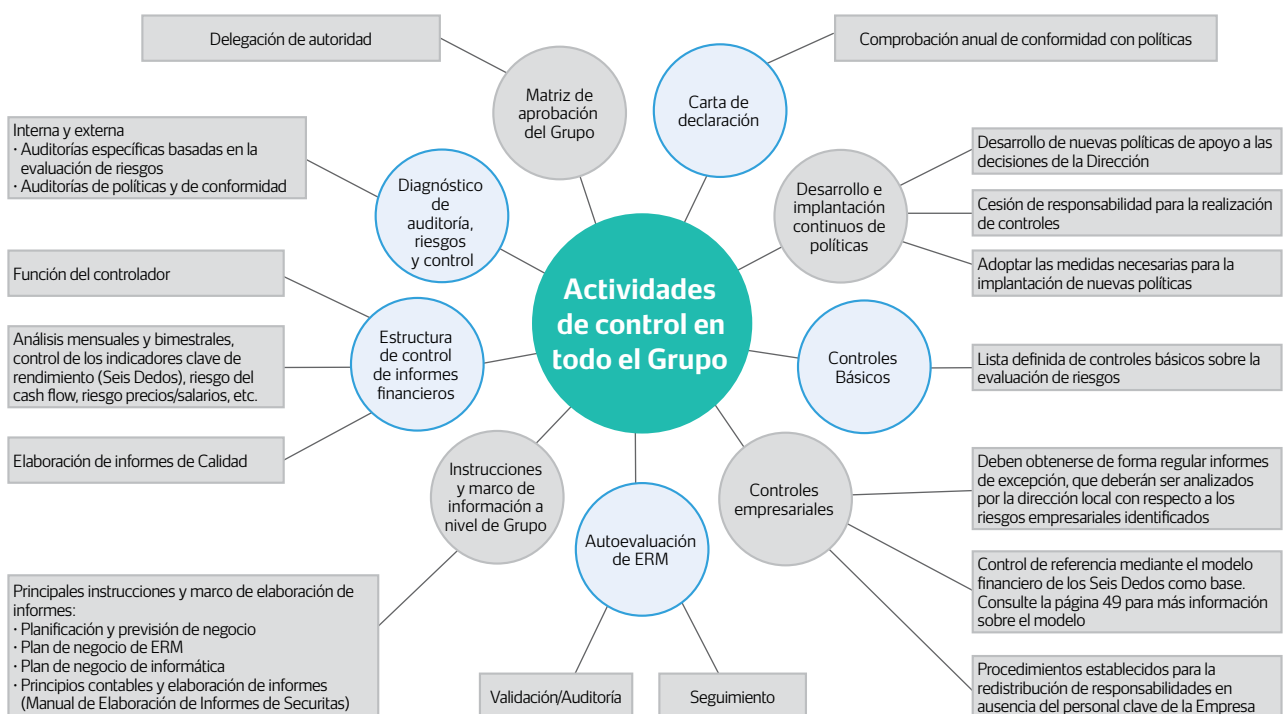 Delegación de autoridad
Comprobación anual de conformidad con políticas
Matriz de
aprobación
del Grupo
Carta de
declaración
Interna y externa
· Auditorías específicas basadas en la
evaluación de riesgos
· Auditorías de políticas y de conformidad
Diagnóstico
de
auditoría,
riesgos
y control
Desarrollo e
implantación
continuos de
políticas
Desarrollo de nuevas políticas de apoyo a las
decisiones de la Dirección
Cesión de responsabilidad para la realización
de controles
Adoptar las medidas necesarias para la
implantación de nuevas políticas
Actividades
de control en
todo el Grupo
Función del controlador
Análisis mensuales y bimestrales,
control de los indicadores clave de
rendimiento (Seis Dedos), riesgo del
cash flow, riesgo precios/salarios, etc.
Elaboración de informes de Calidad
Estructura
de control
de informes
financieros
Controles
Básicos
Lista definida de controles básicos sobre la
evaluación de riesgos
Instrucciones
y marco de
información a
nivel de Grupo
Autoevaluación
de ERM
Controles
empresariales
Deben obtenerse de forma regular informes
de excepción, que deberán ser analizados
por la dirección local con respecto a los
riesgos empresariales identificados
Control de referencia mediante el modelo
financiero de los Seis Dedos como base.
Consulte la página 49 para más información
sobre el modelo
Procedimientos establecidos para la
redistribución de responsabilidades en
ausencia del personal clave de la Empresa
Principales instrucciones y marco de elaboración de
informes:
· Planificación y previsión de negocio
· Plan de negocio de ERM
· Plan de negocio de informática
· Principios contables y elaboración de informes
(Manual de Elaboración de Informes de Securitas)
Validación/Auditoría
Seguimiento